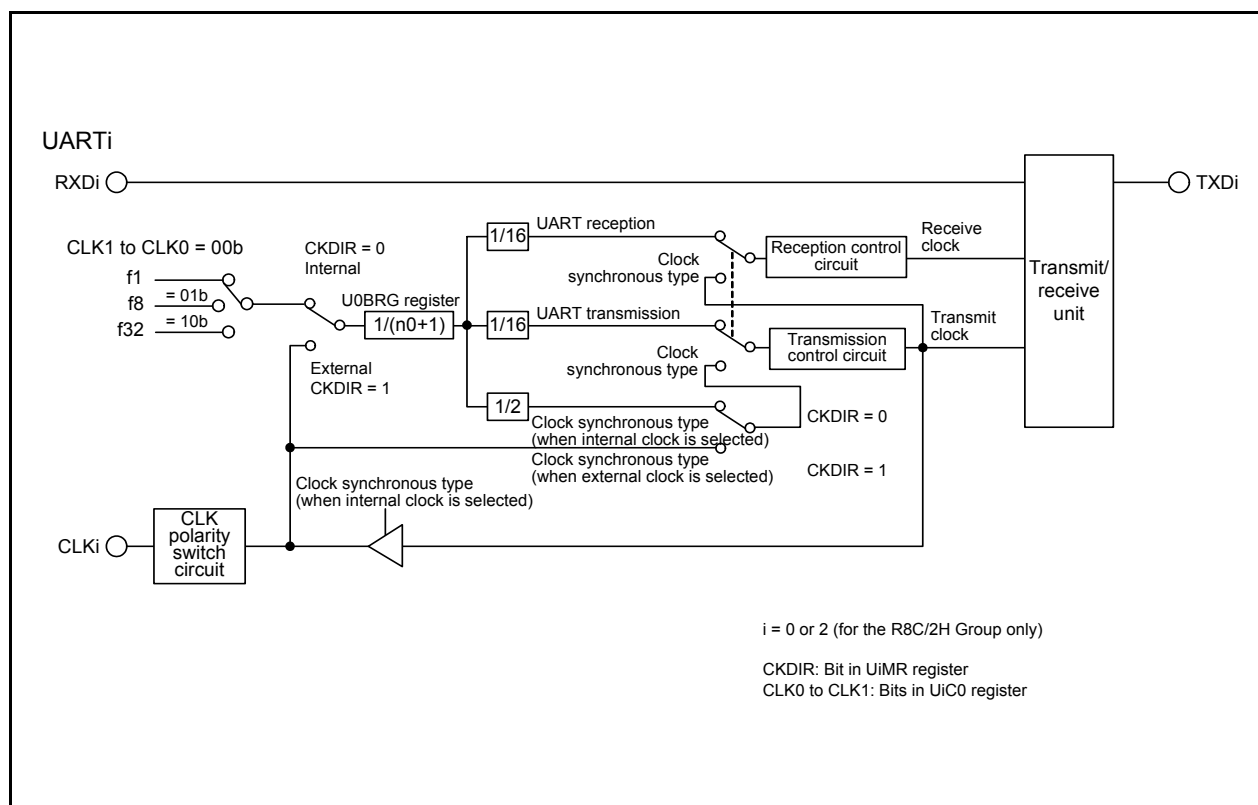 UARTi
RXDi
TXDi
CLK1 to CLK0 = 00b
f1
f8
= 01b
f32
= 10b
CKDIR = 0
Internal
U0BRG register
1/(n0+1)
External
CKDIR = 1
1/16
UART reception
Clock
synchronous type
Reception control
circuit
Receive
clock
1/16
UART transmission
Clock
synchronous type
Transmission
control circuit
Transmit
clock
Transmit/
receive
unit
1/2
Clock synchronous type
(when internal clock is selected)
CKDIR = 0
Clock synchronous type
(when external clock is selected)
CKDIR = 1
Clock synchronous type
(when internal clock is selected)
CLKi
CLK
polarity
switch
circuit
i = 0 or 2 (for the R8C/2H Group only)
CKDIR: Bit in UiMR register
CLK0 to CLK1: Bits in UiC0 register